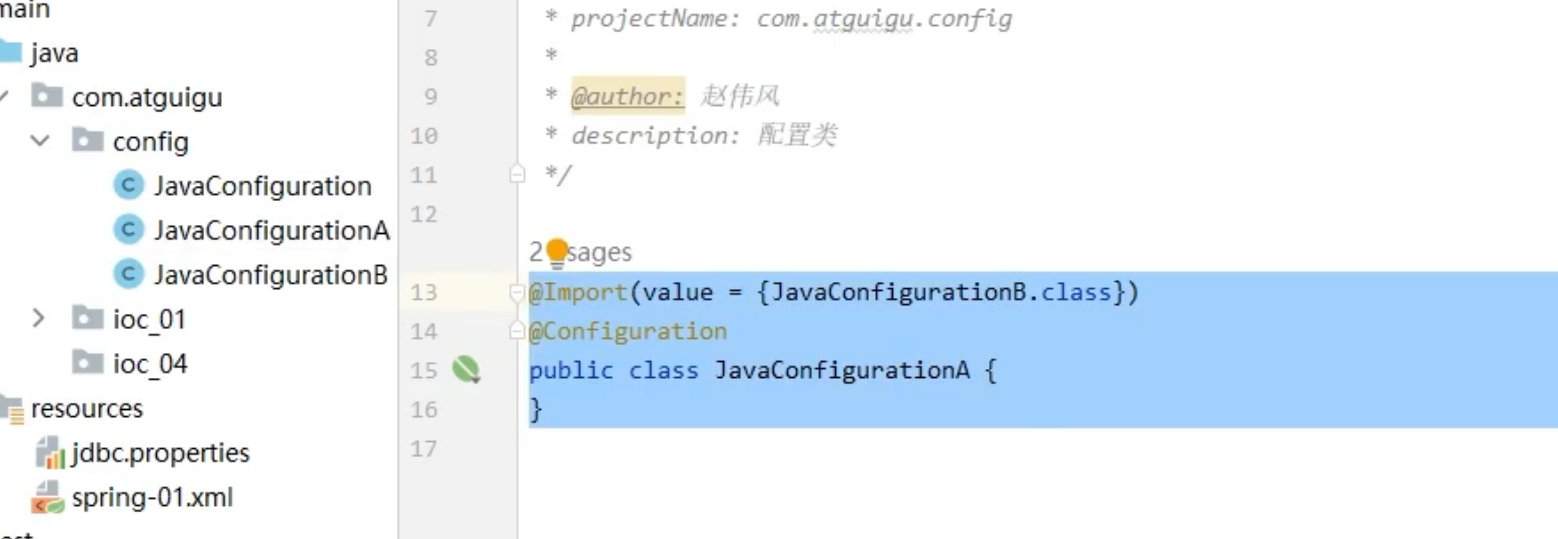 main
java
com.atguigu
config
JavaConfiguration
JavaConfigurationA
JavaConfigurationB
ioc_01
ioc_04
resources
jdbc.properties
spring-01.xml
7 * projectName: com.atguigu.config
8 *
9 * @author: 赵伟风
10 * description: 配置类
11 */
12
2 sages
13 @Import(value = {JavaConfigurationB.class})
14 @Configuration
15 public class JavaConfigurationA {
16 }
17